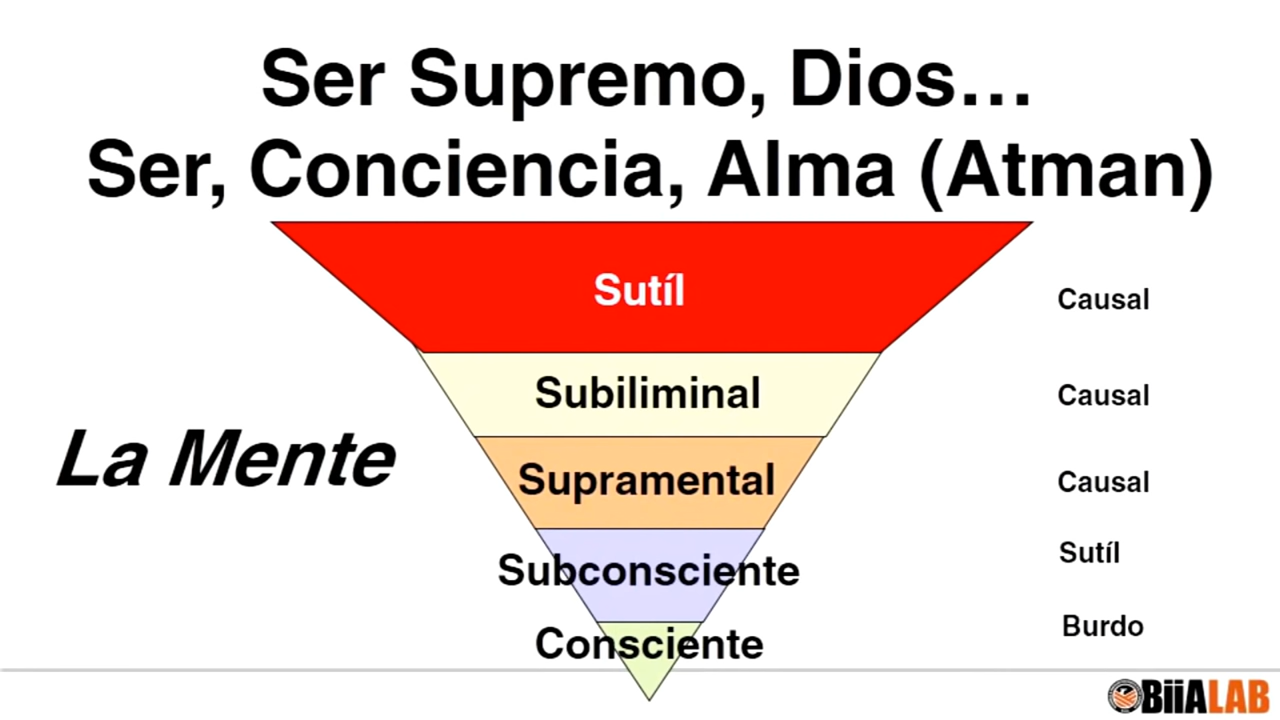 Ser Supremo, Dios...
Ser, Conciencia, Alma (Atman)
Sutíl
Causal
Subiliminal
Causal
La Mente
Supramental
Causal
Subconsciente
Sutíl
Consciente
Burdo
BiiALAB